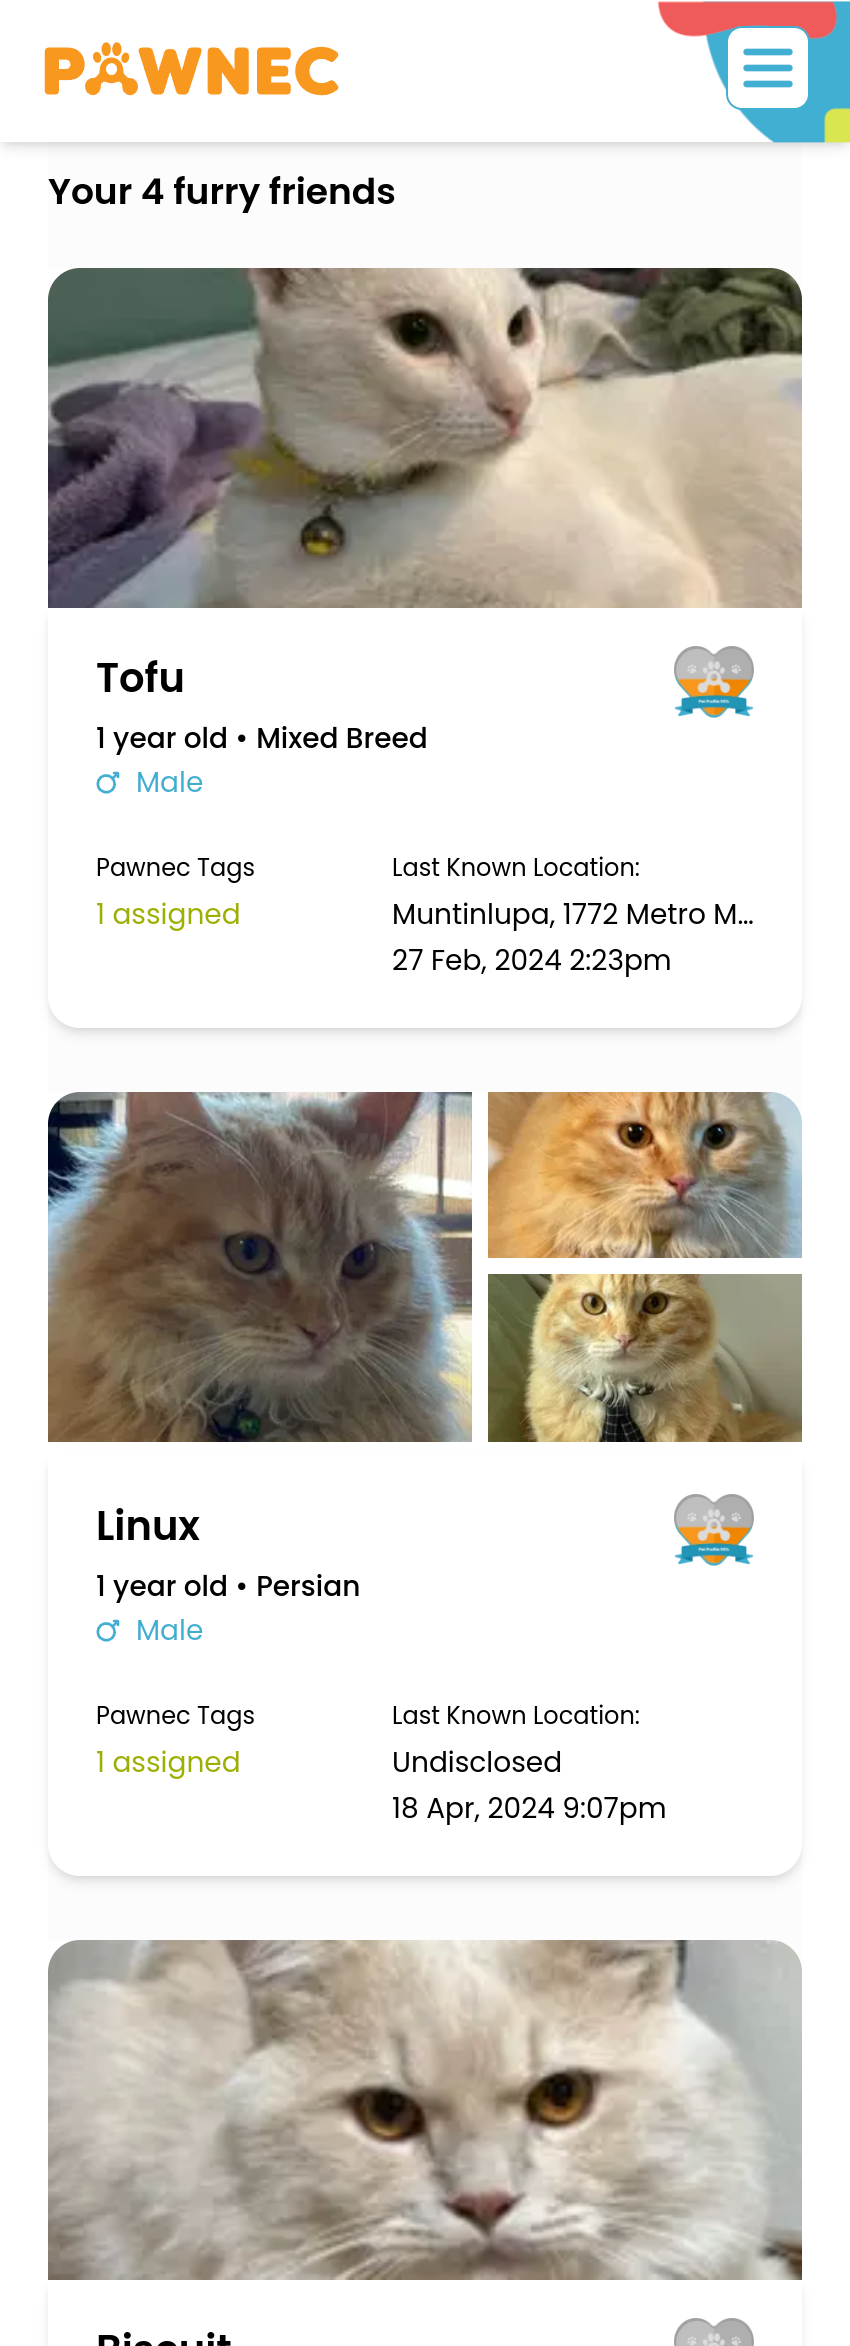 PAWNEC
Your 4 furry friends
Tofu
1 year old • Mixed Breed
Male
Pawnec Tags
1 assigned
Last Known Location:
Muntinlupa, 1772 Metro M...
27 Feb, 2024 2:23pm
Linux
1 year old • Persian
Male
Pawnec Tags
1 assigned
Last Known Location:
Undisclosed
18 Apr, 2024 9:07pm
Biscuit